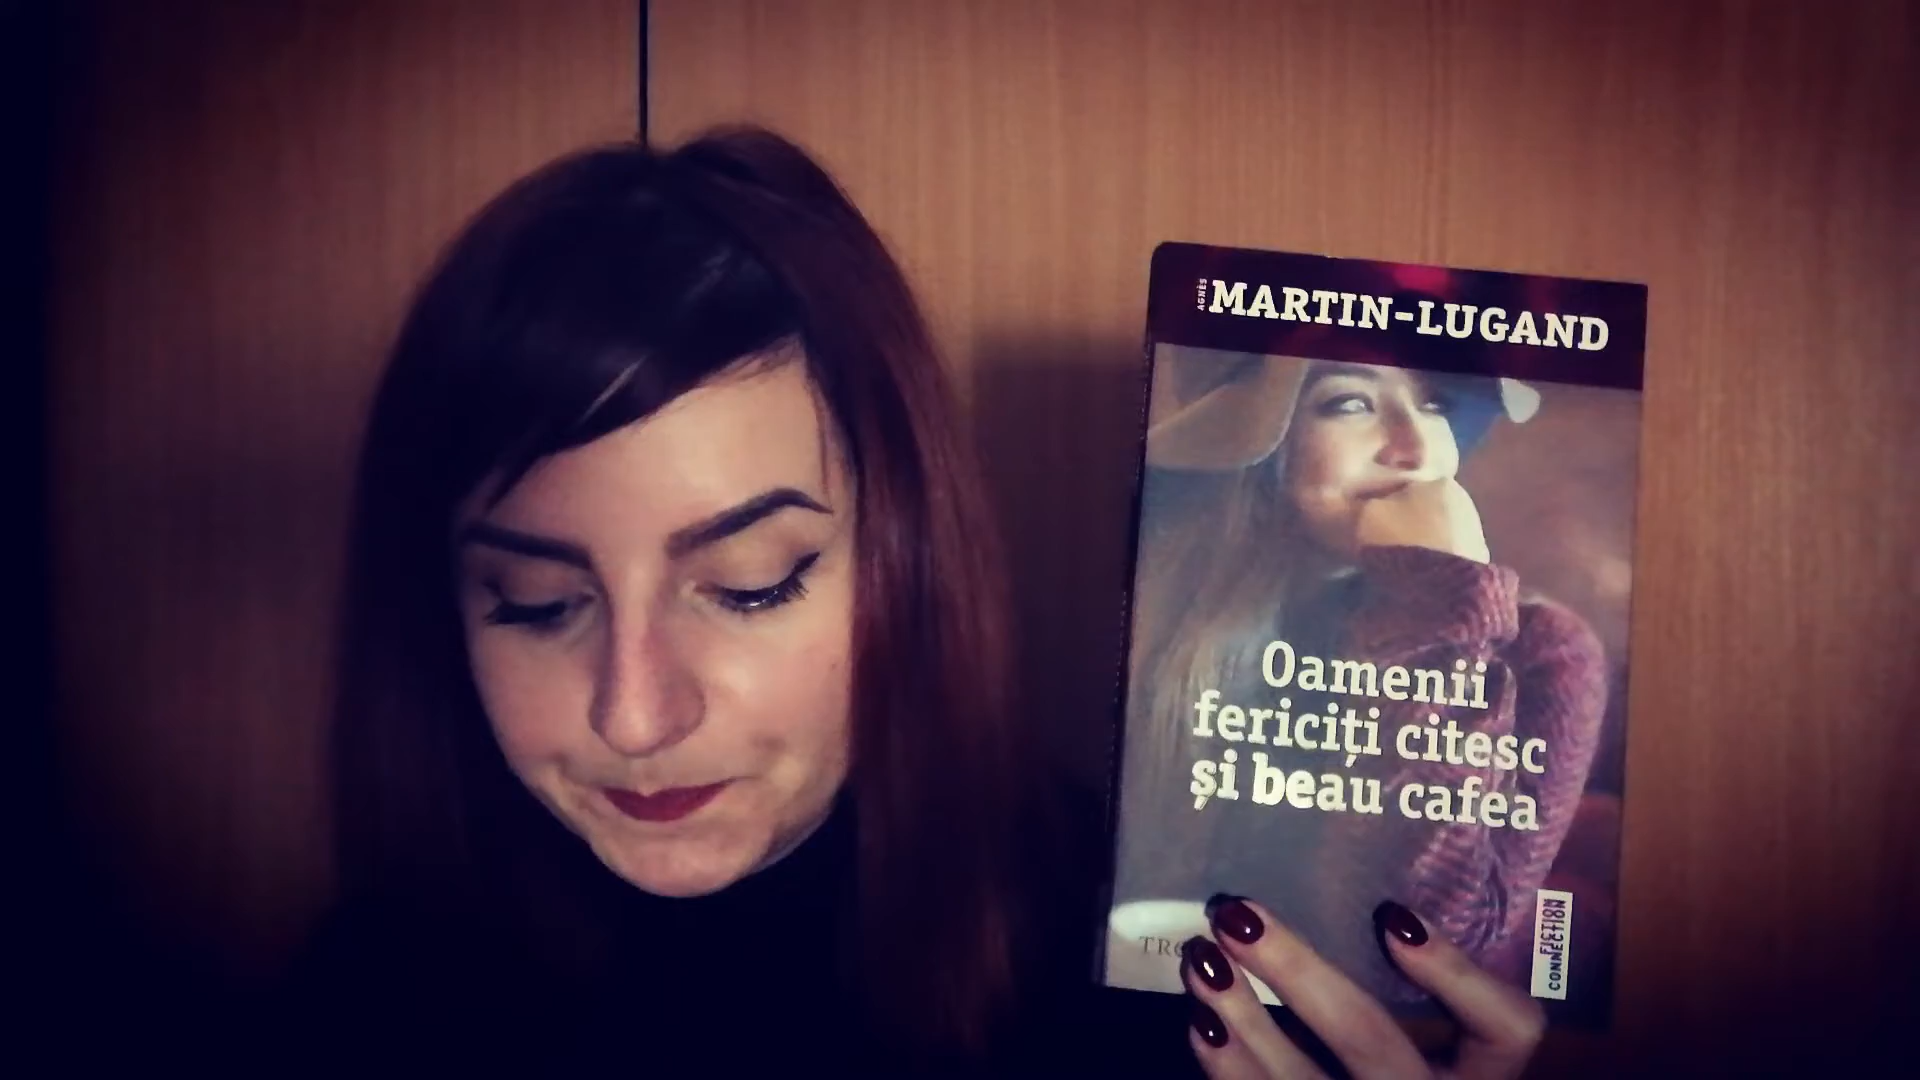 AGNÈS
MARTIN-LUGAND
Oamenii
fericiți citesc
și beau cafea
FICTION
CONNECTION